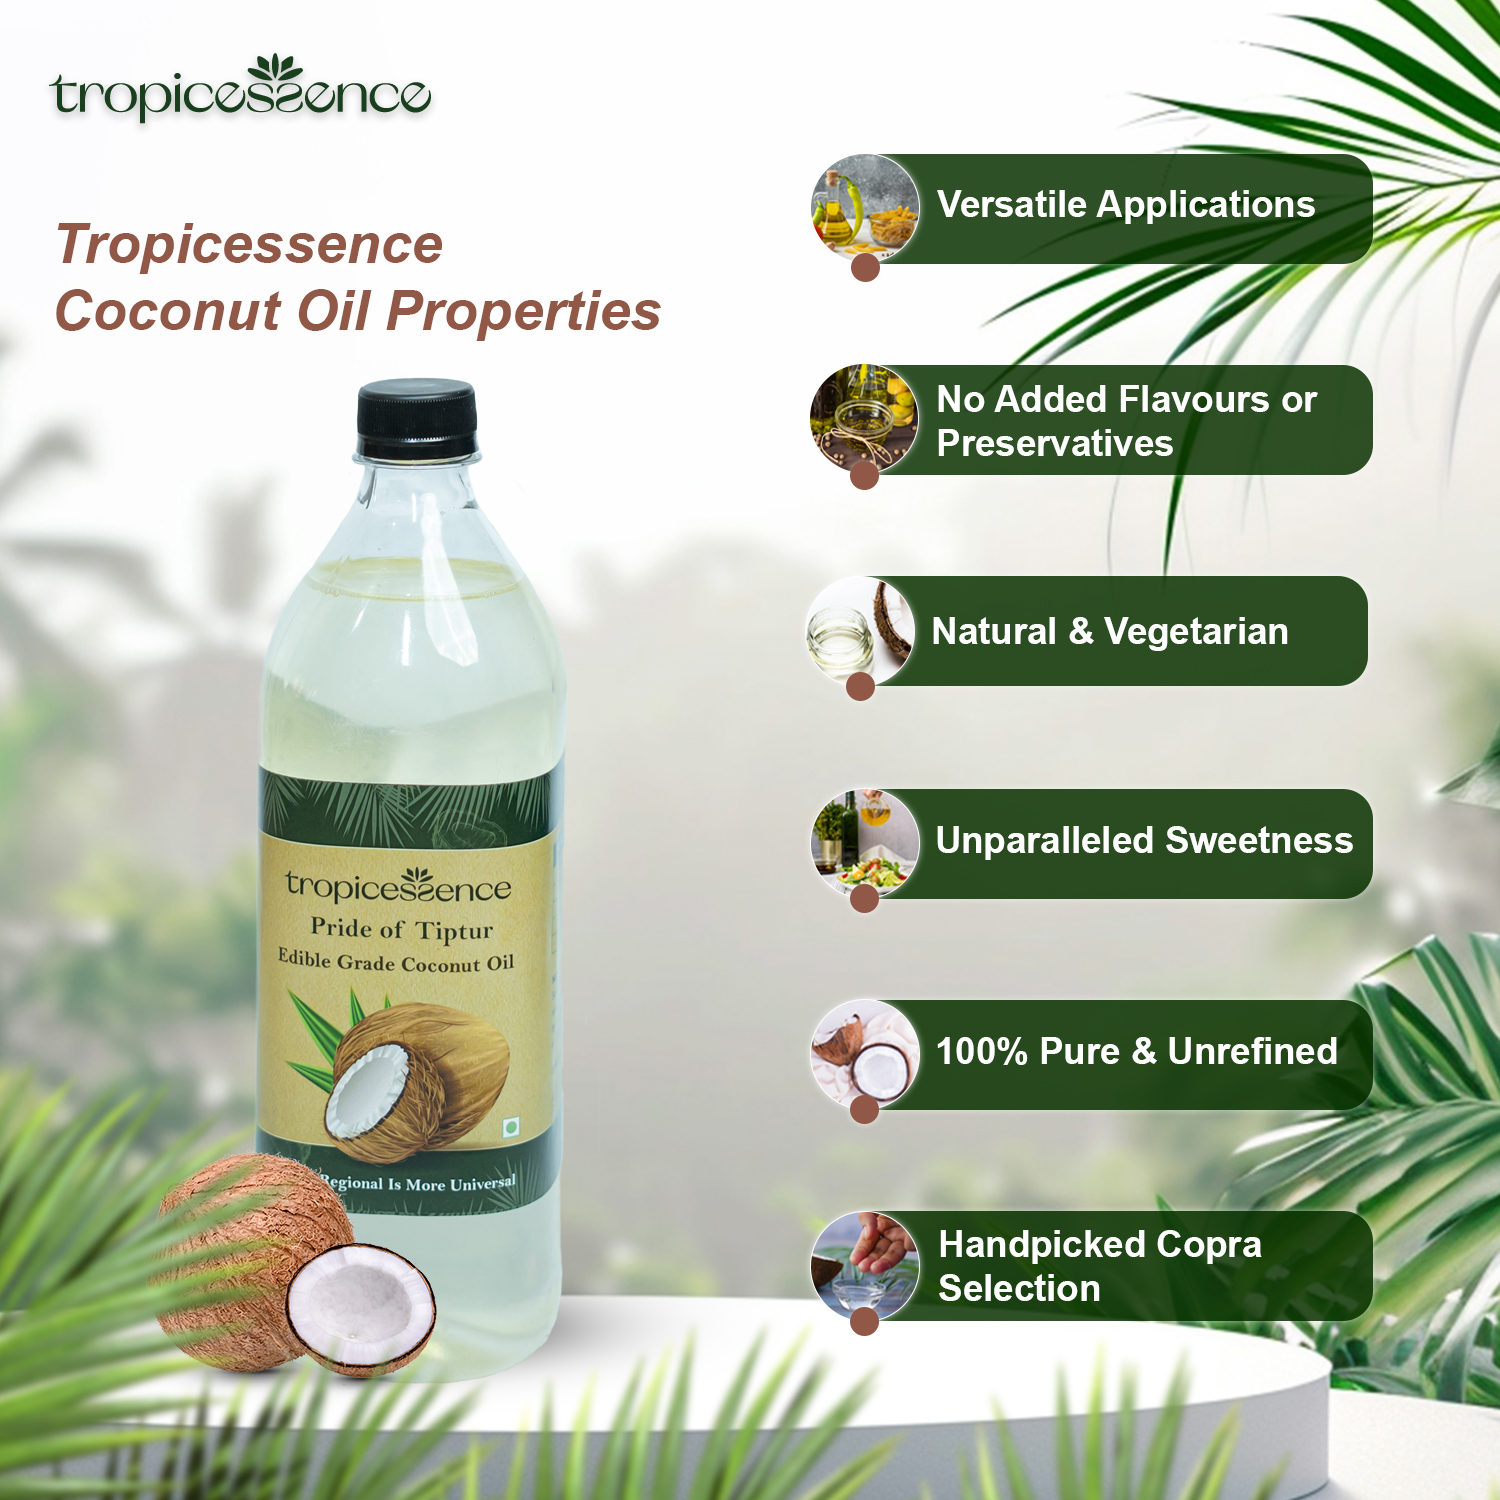 tropicessence
Tropicessence
Coconut Oil Properties
Versatile Applications
No Added Flavours or
Preservatives
Natural & Vegetarian
Unparalleled Sweetness
100% Pure & Unrefined
Handpicked Copra
Selection
tropicessence
Pride of Tiptur
Edible Grade Coconut Oil
Regional Is More Universal